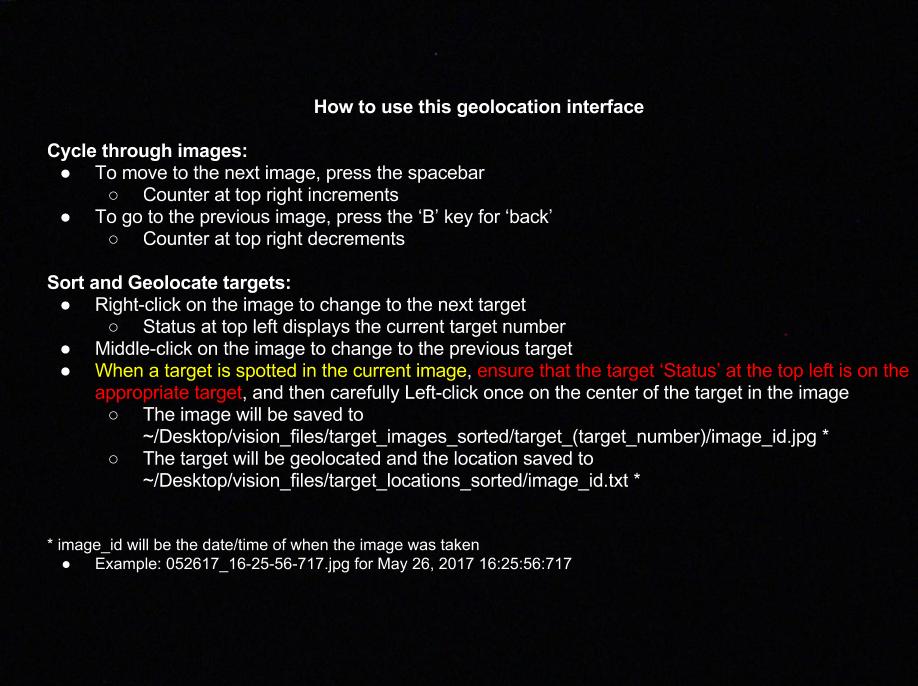 How to use this geolocation interface
Cycle through images:
● To move to the next image, press the spacebar
○ Counter at top right increments
● To go to the previous image, press the ‘B’ key for ‘back’
○ Counter at top right decrements
Sort and Geolocate targets:
● Right-click on the image to change to the next target
○ Status at top left displays the current target number
● Middle-click on the image to change to the previous target
● When a target is spotted in the current image, ensure that the target ‘Status’ at the top left is on the
appropriate target, and then carefully Left-click once on the center of the target in the image
○ The image will be saved to
~/Desktop/vision_files/target_images_sorted/target_(target_number)/image_id.jpg *
○ The target will be geolocated and the location saved to
~/Desktop/vision_files/target_locations_sorted/image_id.txt *
* image_id will be the date/time of when the image was taken
● Example: 052617_16-25-56-717.jpg for May 26, 2017 16:25:56:717